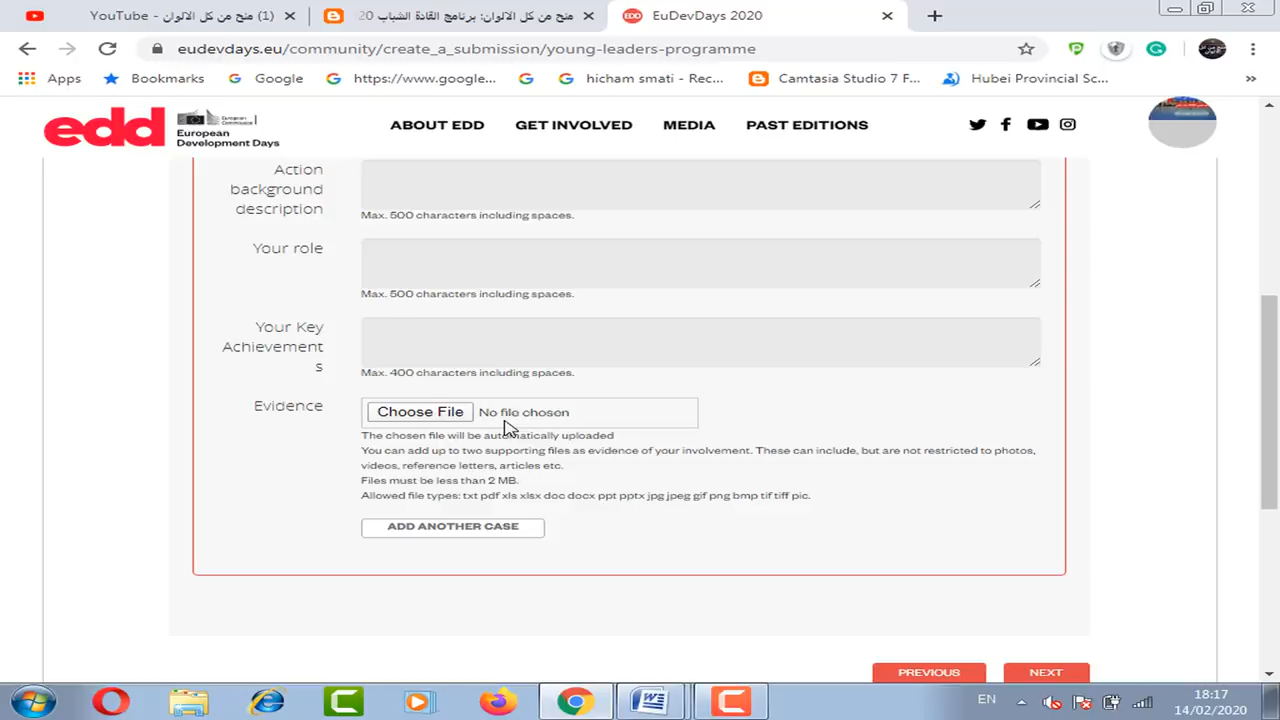 YouTube - منح من كل الالوان (1)
منح من كل الالوان: برنامج القادة الشباب 20
EDD EuDevDays 2020
eudevdays.eu/community/create_a_submission/young-leaders-programme
Apps Bookmarks Google https://www.google... hicham smati - Rec... Camtasia Studio 7 F... Hubei Provincial Sc... »
edd European Development Days European Commission
ABOUT EDD GET INVOLVED MEDIA PAST EDITIONS
Action
background
description
Max. 500 characters including spaces.
Your role
Max. 500 characters including spaces.
Your Key
Achievement
s
Max. 400 characters including spaces.
Evidence Choose File No file chosen
The chosen file will be automatically uploaded
You can add up to two supporting files as evidence of your involvement. These can include, but are not restricted to photos,
videos, reference letters, articles etc.
Files must be less than 2 MB.
Allowed file types: txt pdf xls xlsx doc docx ppt pptx jpg jpeg gif png bmp tif tiff pic.
ADD ANOTHER CASE
PREVIOUS NEXT
EN 18:17
14/02/2020